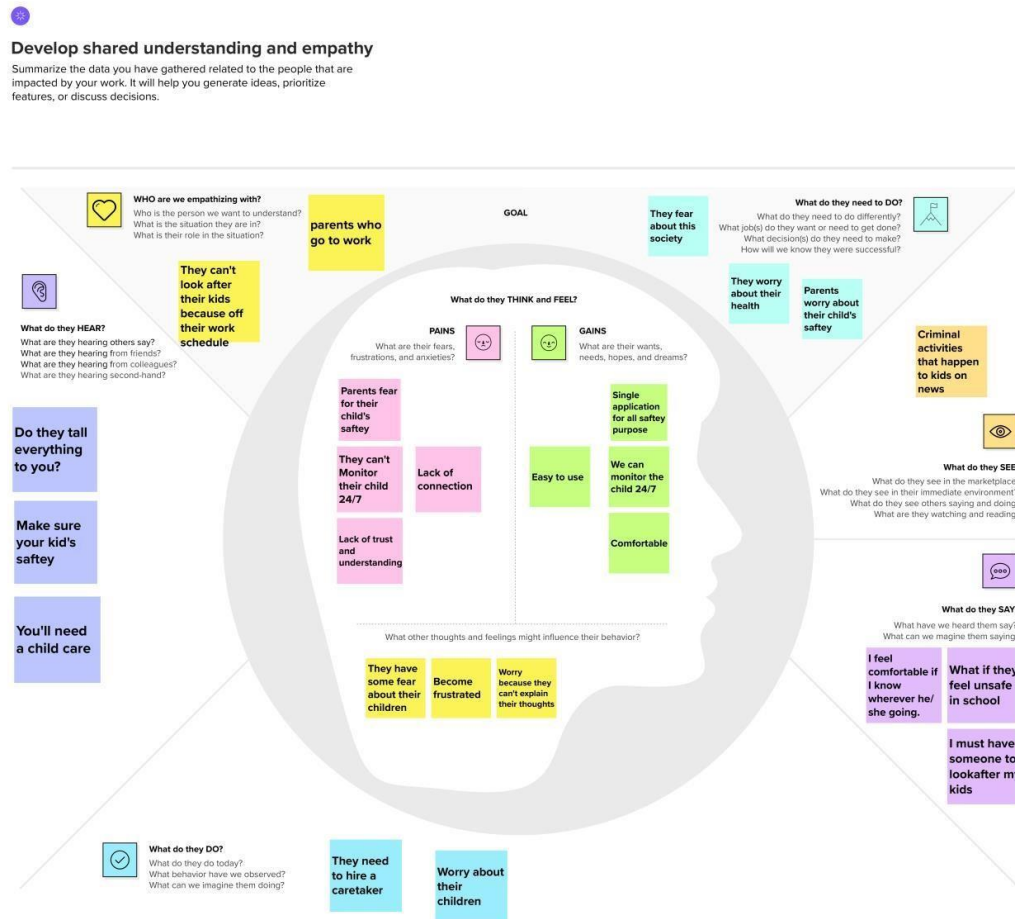 Develop shared understanding and empathy
Summarize the data you have gathered related to the people that are
impacted by your work. It will help you generate ideas, prioritize
features, or discuss decisions.
WHO are we empathizing with?
Who is the person we want to understand?
What is the situation they are in?
What is their role in the situation?
parents who
go to work
They can't
look after
their kids
because off
their work
schedule
GOAL
They fear
about this
society
What do they need to DO?
What do they need to do differently?
What job(s) do they want or need to get done?
What decision(s) do they need to make?
How will we know they were successful?
They worry
about their
health
Parents
worry about
their child's
saftey
What do they HEAR?
What are they hearing others say?
What are they hearing from friends?
What are they hearing from colleagues?
What are they hearing second-hand?
Do they tall
everything
to you?
Make sure
your kid's
saftey
You'll need
a child care
What do they THINK and FEEL?
PAINS
What are their fears,
frustrations, and anxieties?
GAINS
What are their wants,
needs, hopes, and dreams?
Parents fear
for their
child's
saftey
They can't
Monitor
their child
24/7
Lack of
connection
Lack of trust
and
understanding
Single
application
for all saftey
purpose
Easy to use
We can
monitor the
child 24/7
Comfortable
What other thoughts and feelings might influence their behavior?
They have
some fear
about their
children
Become
frustrated
Worry
because they
can't explain
their thoughts
Criminal
activities
that happen
to kids on
news
What do they SEE
What do they see in the marketplace
What do they see in their immediate environment?
What do they see others saying and doing
What are they watching and reading
What do they SAY
What have we heard them say?
What can we magine them saying
I feel
comfortable if
I know
wherever he/
she going.
What if they
feel unsafe
in school
I must have
someone to
lookafter my
kids
What do they DO?
What do they do today?
What behavior have we observed?
What can we imagine them doing?
They need
to hire a
caretaker
Worry about
their
children